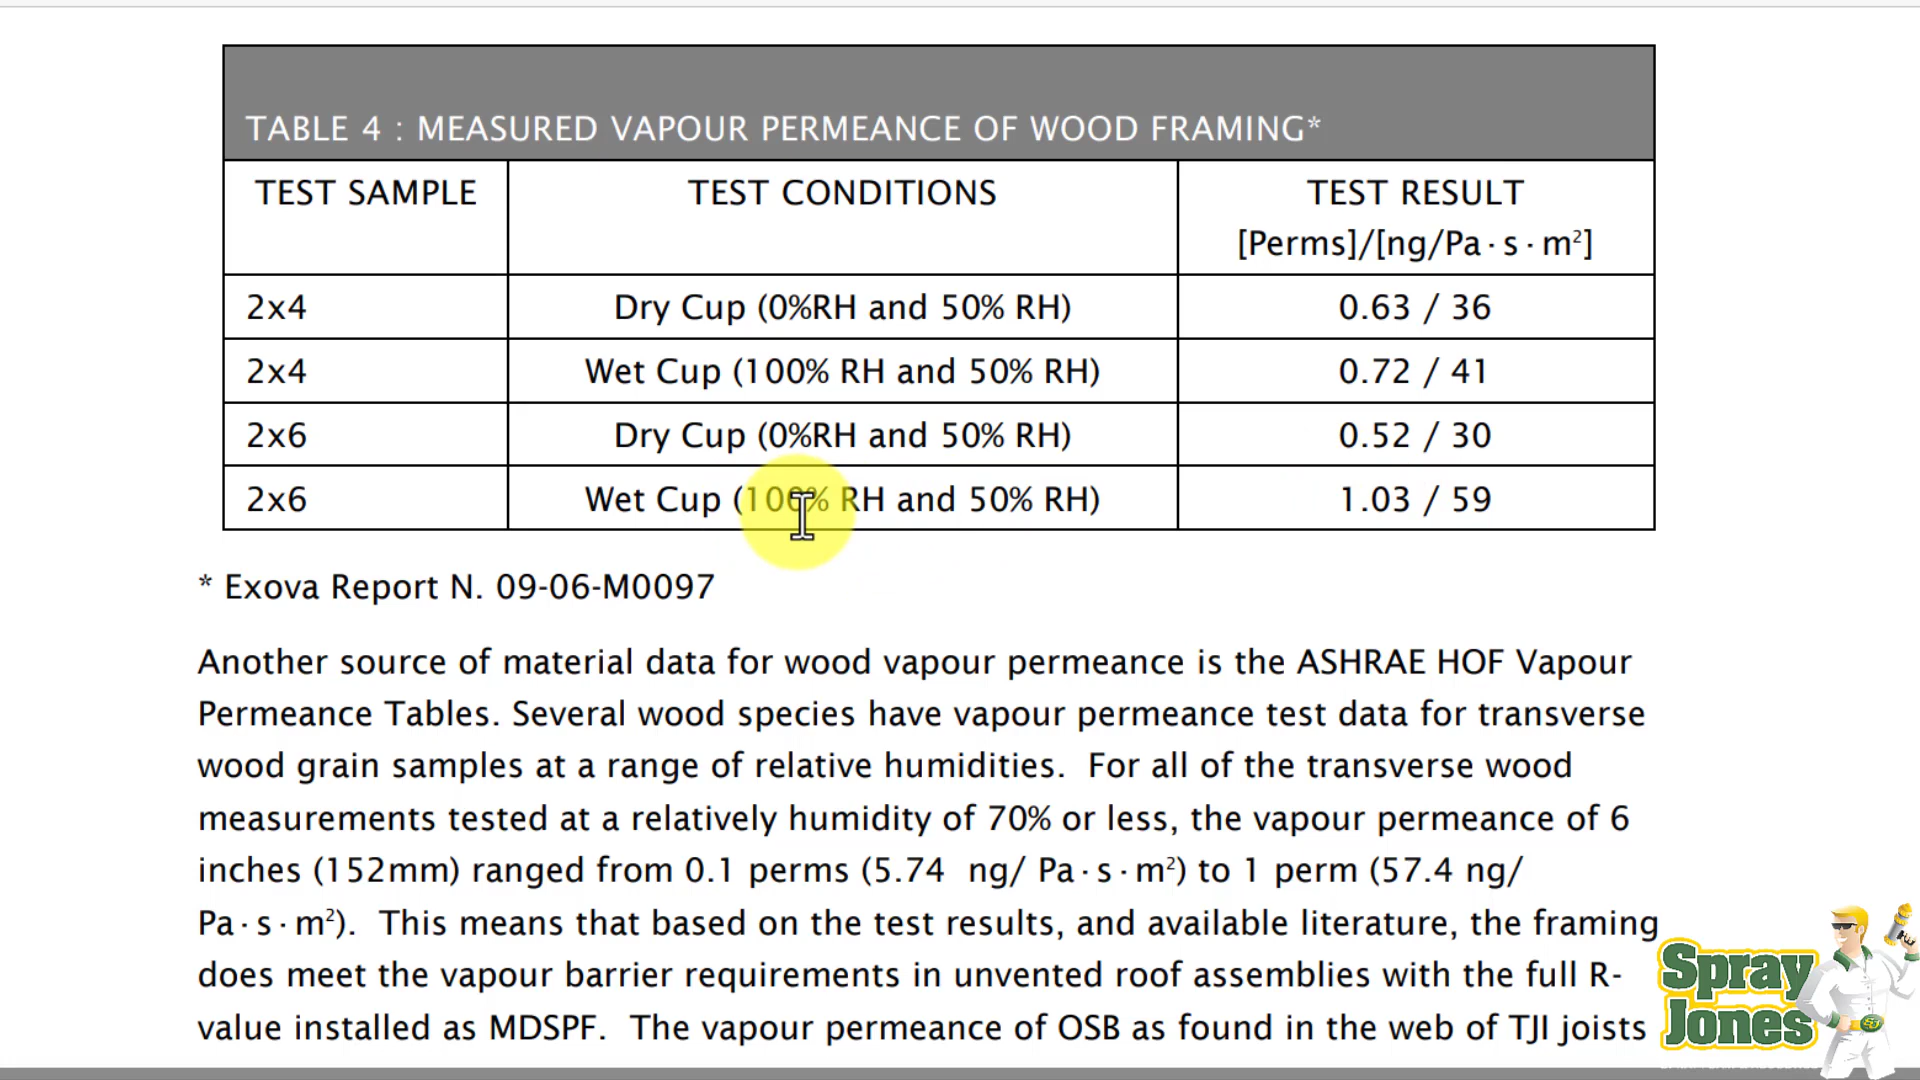 TABLE 4 : MEASURED VAPOUR PERMEANCE OF WOOD FRAMING*
TEST SAMPLE TEST CONDITIONS TEST RESULT
[Perms]/[ng/Pa·s·m²]
2x4 Dry Cup (0%RH and 50% RH) 0.63 / 36
2x4 Wet Cup (100% RH and 50% RH) 0.72 / 41
2x6 Dry Cup (0%RH and 50% RH) 0.52 / 30
2x6 Wet Cup (100% RH and 50% RH) 1.03 / 59
* Exova Report N. 09-06-M0097
Another source of material data for wood vapour permeance is the ASHRAE HOF Vapour
Permeance Tables. Several wood species have vapour permeance test data for transverse
wood grain samples at a range of relative humidities. For all of the transverse wood
measurements tested at a relatively humidity of 70% or less, the vapour permeance of 6
inches (152mm) ranged from 0.1 perms (5.74 ng/ Pa·s·m²) to 1 perm (57.4 ng/
Pa·s·m²). This means that based on the test results, and available literature, the framing
does meet the vapour barrier requirements in unvented roof assemblies with the full R-
value installed as MDSPF. The vapour permeance of OSB as found in the web of TJI joists
Spray
Jones